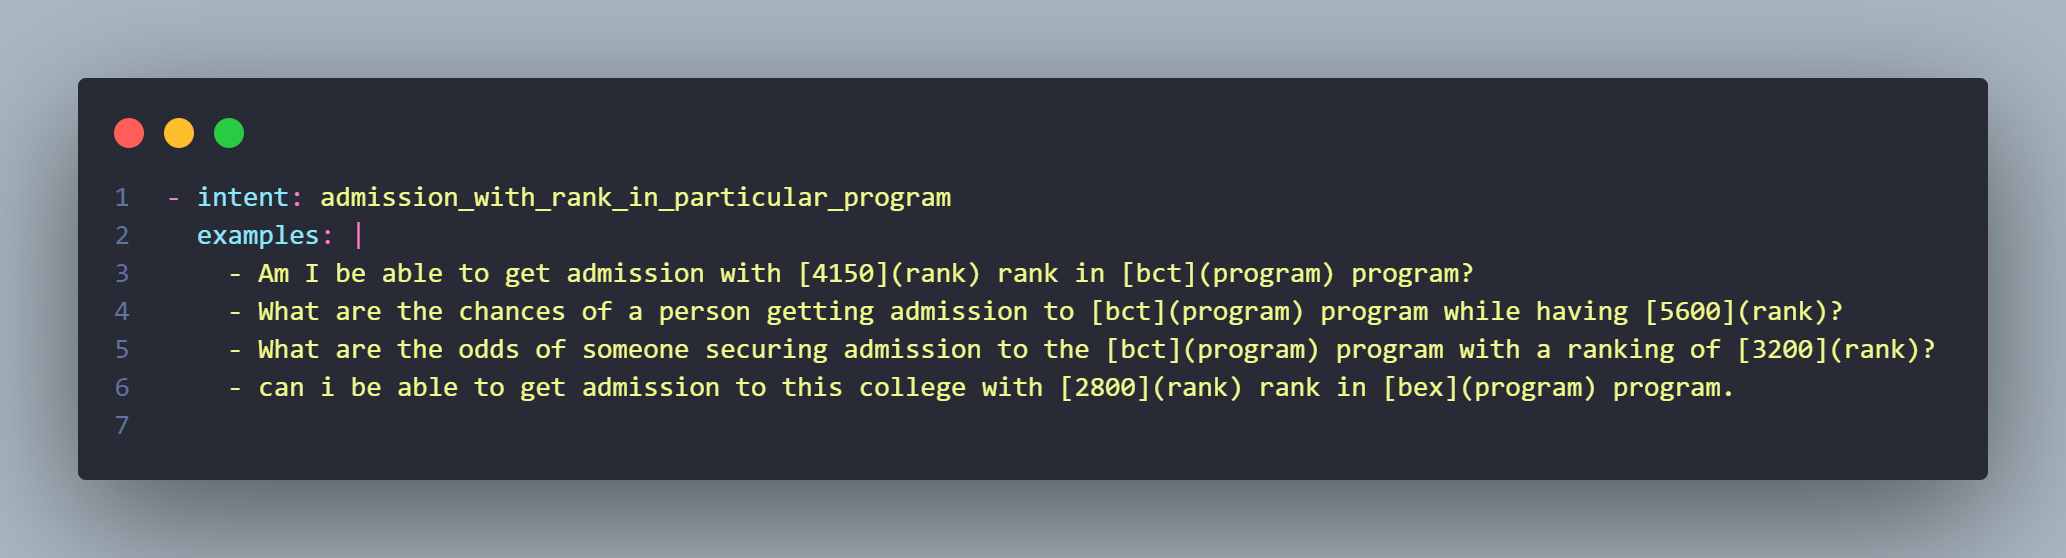 1 - intent: admission_with_rank_in_particular_program
2 examples: |
3 - Am I be able to get admission with [4150](rank) rank in [bct](program) program?
4 - What are the chances of a person getting admission to [bct](program) program while having [5600](rank)?
5 - What are the odds of someone securing admission to the [bct](program) program with a ranking of [3200](rank)?
6 - can i be able to get admission to this college with [2800](rank) rank in [bex](program) program.
7